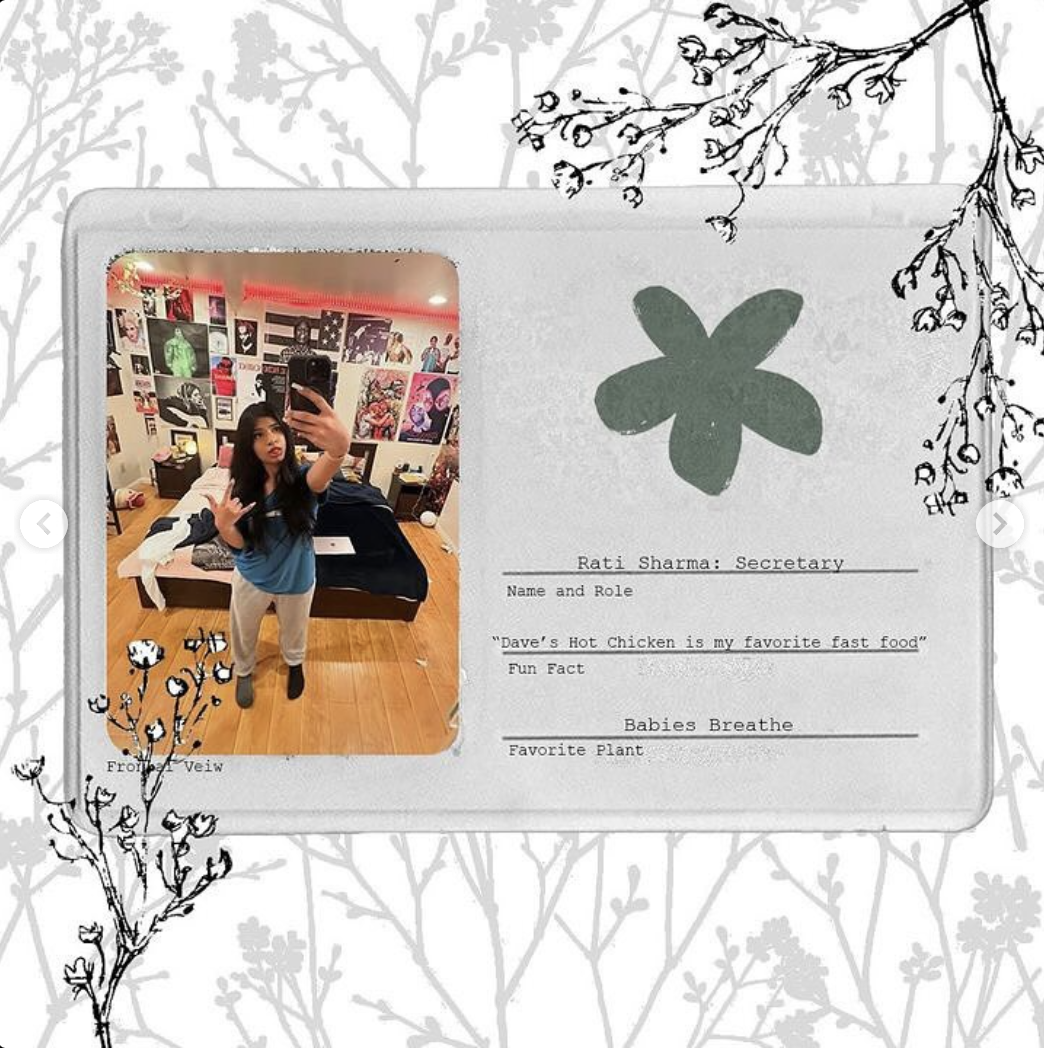 Rati Sharma: Secretary
Name and Role
“Dave’s Hot Chicken is my favorite fast food”
Fun Fact
Babies Breathe
Favorite Plant
Frontal Veiw